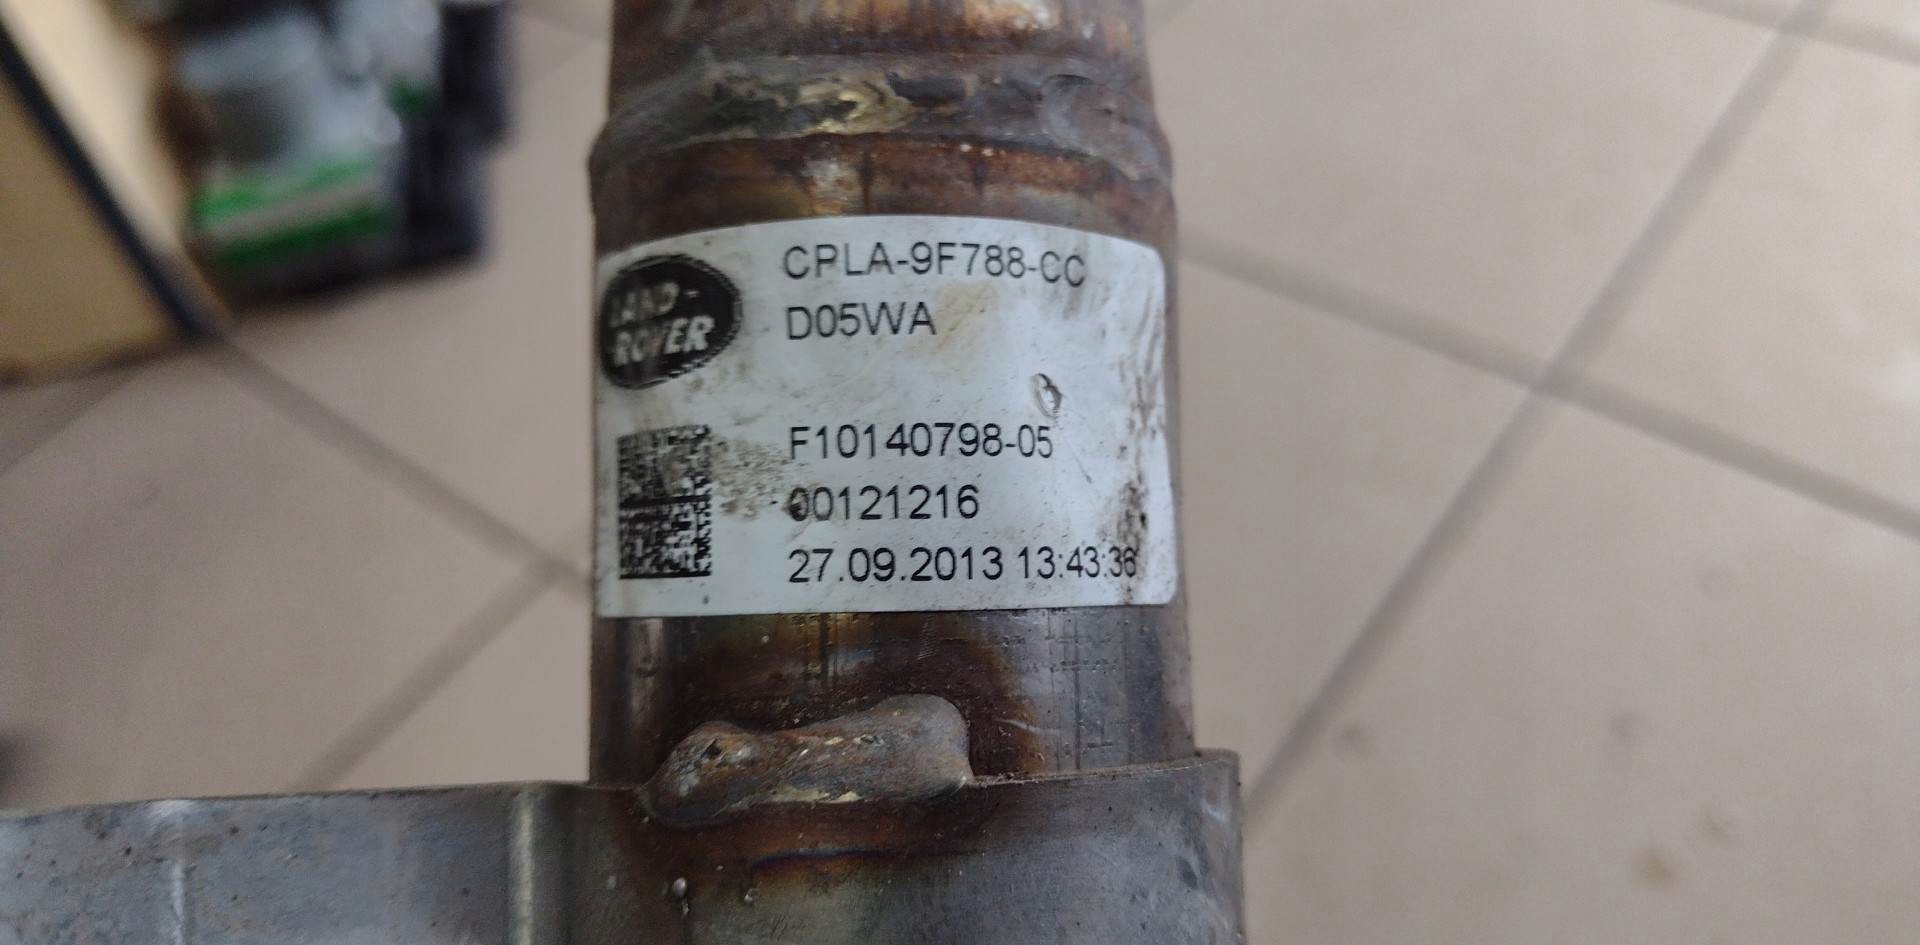 LAND-
ROVER
CPLA-9F788-CC
D05WA
F10140798-05
00121216
27.09.2013 13:43:36